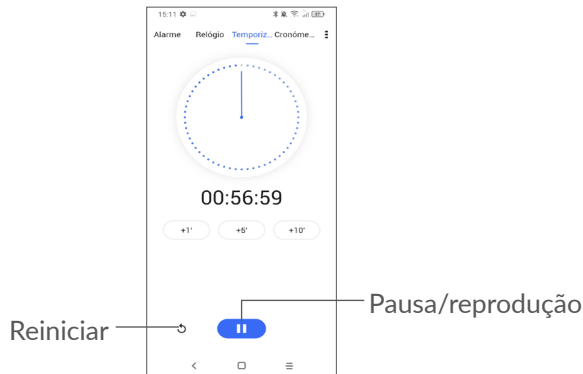 15:11
Alarme Relógio Temporiz... Cronóme...
00:56:59
+1' +5' +10'
Pausa/reprodução
Reiniciar